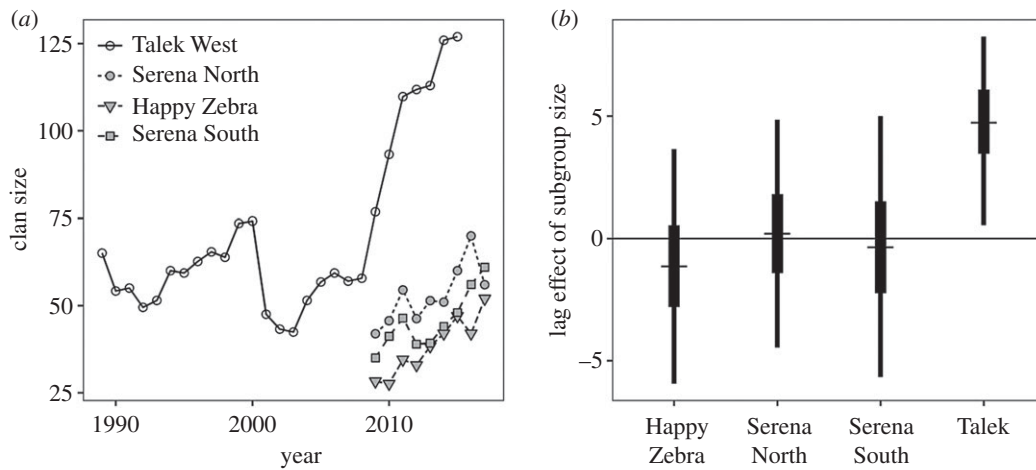 (a)
Talek West
Serena North
Happy Zebra
Serena South
clan size
125
100
75
50
25
1990
2000
2010
year
(b)
lag effect of subgroup size
5
0
–5
Happy
Zebra
Serena
North
Serena
South
Talek